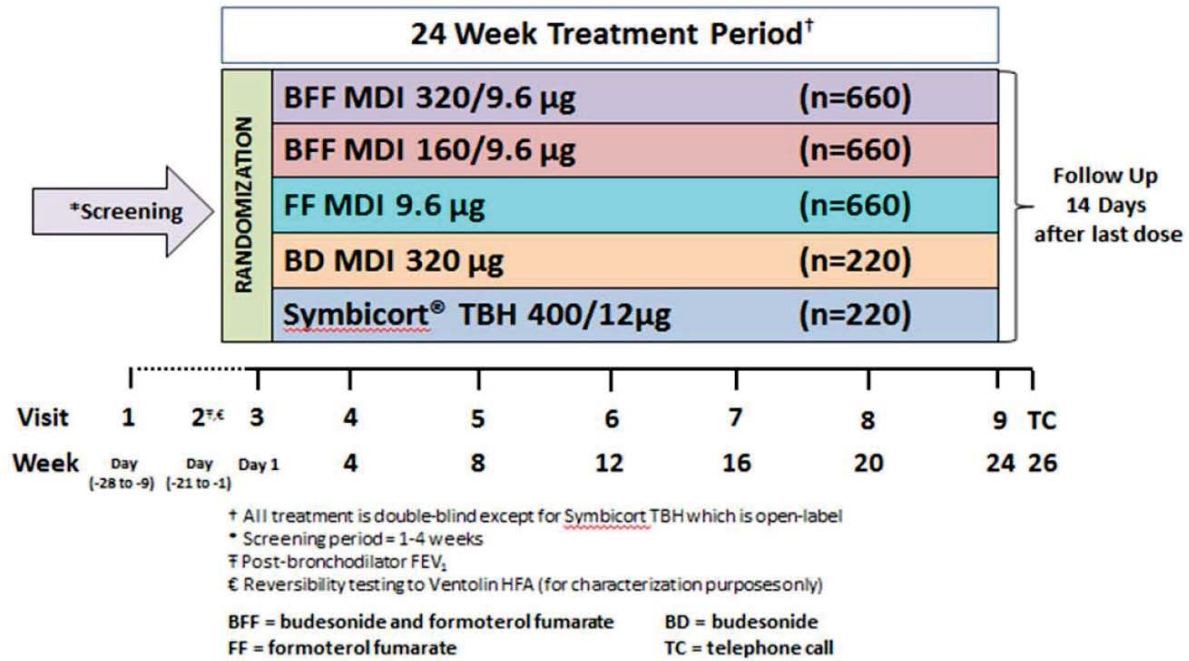 24 Week Treatment Period†
RANDOMIZATION
BFF MDI 320/9.6 µg (n=660)
BFF MDI 160/9.6 µg (n=660)
FF MDI 9.6 µg (n=660)
BD MDI 320 µg (n=220)
Symbicort® TBH 400/12µg (n=220)
*Screening
Follow Up
14 Days
after last dose
Visit 1 2Ŧ,€ 3 4 5 6 7 8 9 TC
Week Day (-28 to -9) Day (-21 to -1) Day 1 4 8 12 16 20 24 26
† All treatment is double-blind except for Symbicort TBH which is open-label
* Screening period = 1-4 weeks
Ŧ Post-bronchodilator FEV₁
€ Reversibility testing to Ventolin HFA (for characterization purposes only)
BFF = budesonide and formoterol fumarate BD = budesonide
FF = formoterol fumarate TC = telephone call